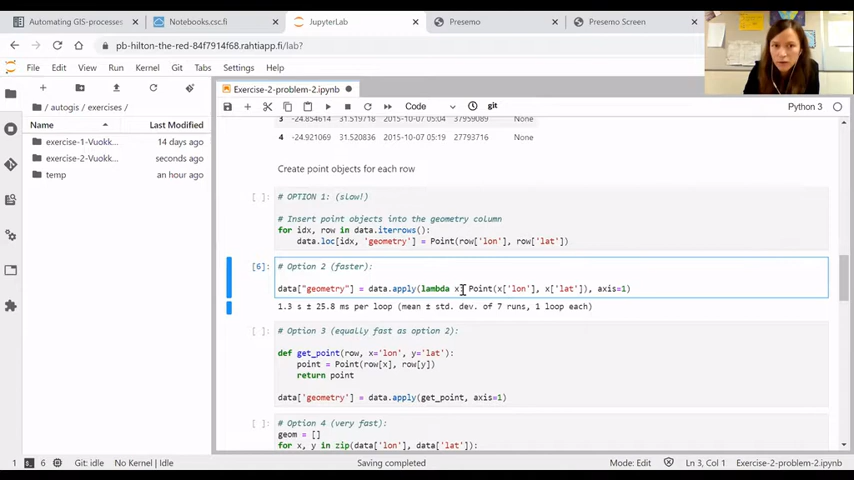 Automating GIS-processes
Notebooks.csc.fi
JupyterLab
Presemo
Presemo Screen
pb-hilton-the-red-84f7914f68.rahtiapp.fi/lab?
File Edit View Run Kernel Git Tabs Settings Help
Exercise-2-problem-2.ipynb
Code
git
Python 3
/ autogis / exercises /
Name Last Modified
exercise-1-Vuokk... 14 days ago
exercise-2-Vuokk... seconds ago
temp an hour ago
3 -24.854614 31.519718 2015-10-07 05:19 37959089 None
4 -24.921069 31.520836 2015-10-07 05:19 27793716 None
Create point objects for each row
[ ]: # OPTION 1: (slow!)
# Insert point objects into the geometry column
for idx, row in data.iterrows():
data.loc[idx, 'geometry'] = Point(row['lon'], row['lat'])
[6]: # Option 2 (faster):
data["geometry"] = data.apply(lambda x: Point(x['lon'], x['lat']), axis=1)
1.3 s ± 25.8 ms per loop (mean ± std. dev. of 7 runs, 1 loop each)
[ ]: # Option 3 (equally fast as option 2):
def get_point(row, x='lon', y='lat'):
point = Point(row[x], row[y])
return point
data['geometry'] = data.apply(get_point, axis=1)
[ ]: # Option 4 (very fast):
geom = []
for x, y in zip(data['lon'], data['lat']):
1 6 Git: idle No Kernel | Idle Saving completed Mode: Edit Ln 3, Col 1 Exercise-2-problem-2.ipynb